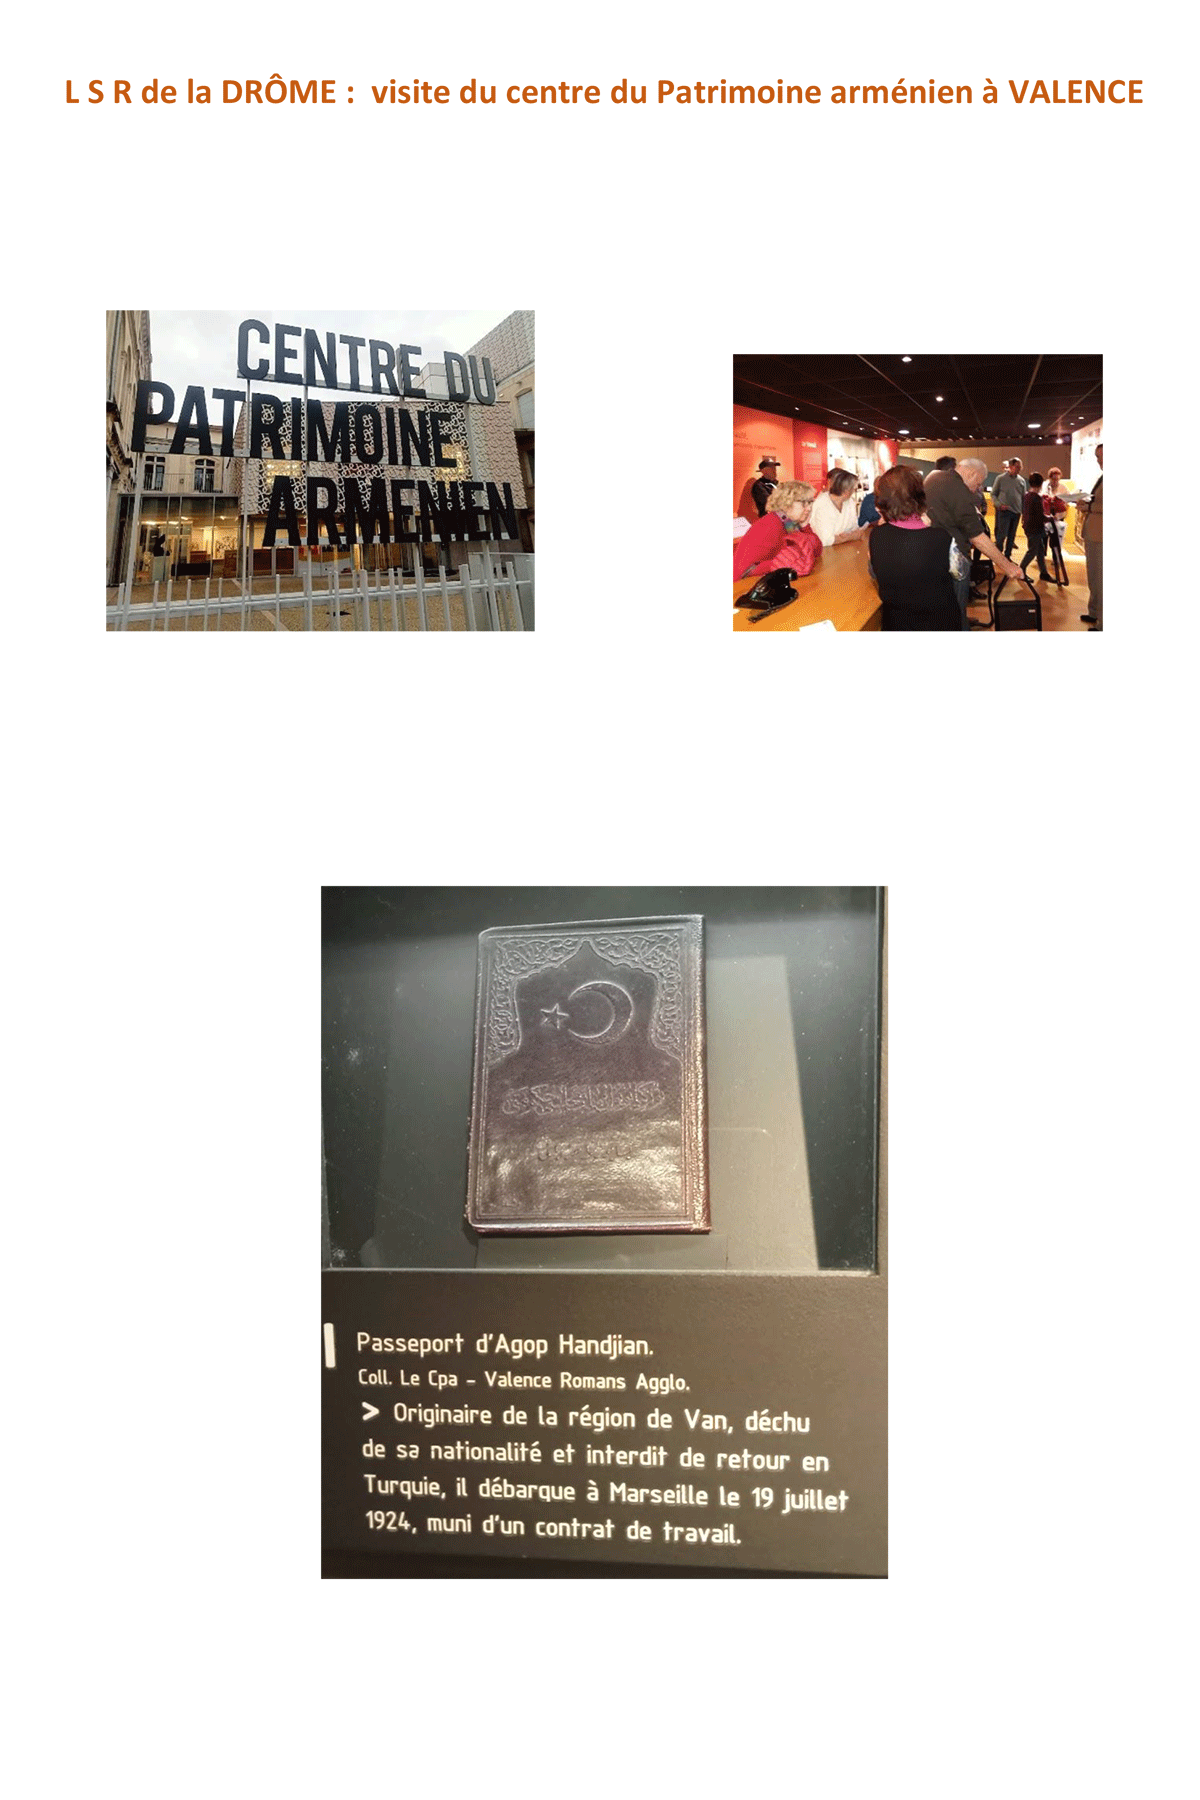 L S R de la DRÔME : visite du centre du Patrimoine arménien à VALENCE
CENTRE DU
PATRIMOINE
ARMENIEN
Passeport d'Agop Handjian.
Coll. Le Cpa - Valence Romans Agglo.
> Originaire de la région de Van, déchu
de sa nationalité et interdit de retour en
Turquie, il débarque à Marseille le 19 juillet
1924, muni d'un contrat de travail.